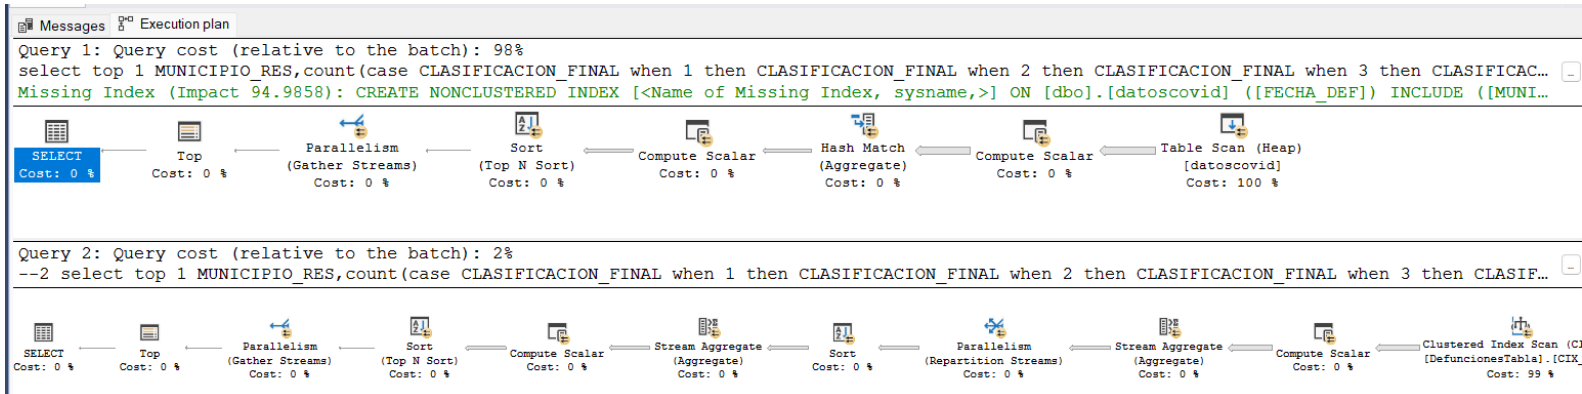 Messages Execution plan
Query 1: Query cost (relative to the batch): 98%
select top 1 MUNICIPIO_RES,count(case CLASIFICACION_FINAL when 1 then CLASIFICACION_FINAL when 2 then CLASIFICACION_FINAL when 3 then CLASIFICAC…
Missing Index (Impact 94.9858): CREATE NONCLUSTERED INDEX [<Name of Missing Index, sysname,>] ON [dbo].[datoscovid] ([FECHA_DEF]) INCLUDE ([MUNI…
SELECT
Cost: 0 %
Top
Cost: 0 %
Parallelism
(Gather Streams)
Cost: 0 %
Sort
(Top N Sort)
Cost: 0 %
Compute Scalar
Cost: 0 %
Hash Match
(Aggregate)
Cost: 0 %
Compute Scalar
Cost: 0 %
Table Scan (Heap)
[datoscovid]
Cost: 100 %
Query 2: Query cost (relative to the batch): 2%
--2 select top 1 MUNICIPIO_RES,count(case CLASIFICACION_FINAL when 1 then CLASIFICACION_FINAL when 2 then CLASIFICACION_FINAL when 3 then CLASIF…
SELECT
Cost: 0 %
Top
Cost: 0 %
Parallelism
(Gather Streams)
Cost: 0 %
Sort
(Top N Sort)
Cost: 0 %
Compute Scalar
Cost: 0 %
Stream Aggregate
(Aggregate)
Cost: 0 %
Sort
Cost: 0 %
Parallelism
(Repartition Streams)
Cost: 0 %
Stream Aggregate
(Aggregate)
Cost: 0 %
Compute Scalar
Cost: 0 %
Clustered Index Scan (Cl
[DefuncionesTabla].[CIX_
Cost: 99 %